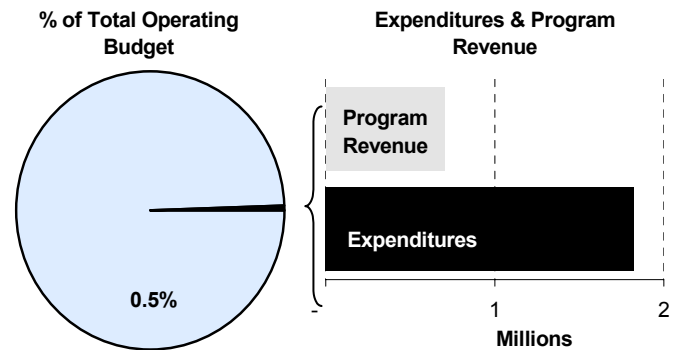 % of Total Operating
Budget
Expenditures & Program
Revenue
Program
Revenue
Expenditures
0.5%
-
1
2
Millions